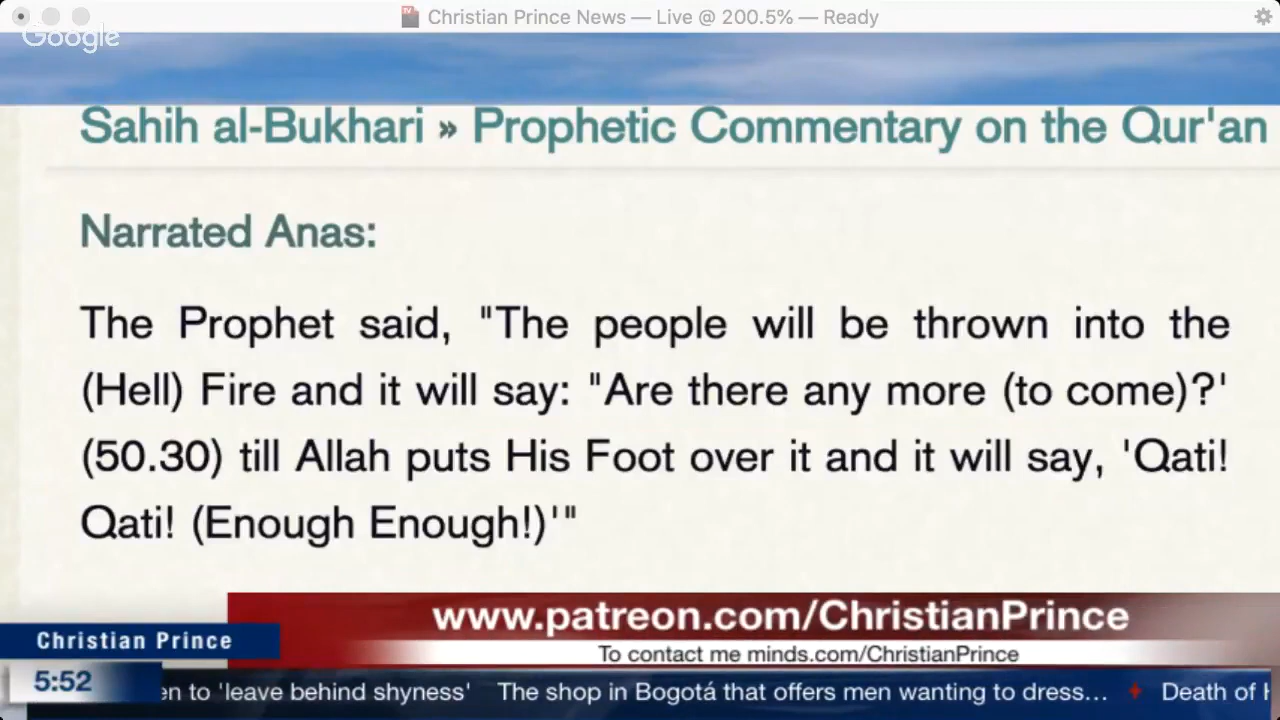 Christian Prince News — Live @ 200.5% — Ready
Google
Sahih al-Bukhari » Prophetic Commentary on the Qur'an
Narrated Anas:
The Prophet said, "The people will be thrown into the
(Hell) Fire and it will say: "Are there any more (to come)?'
(50.30) till Allah puts His Foot over it and it will say, 'Qati!
Qati! (Enough Enough!)'"
www.patreon.com/ChristianPrince
Christian Prince
To contact me minds.com/ChristianPrince
5:52
en to 'leave behind shyness' The shop in Bogotá that offers men wanting to dress... Death of